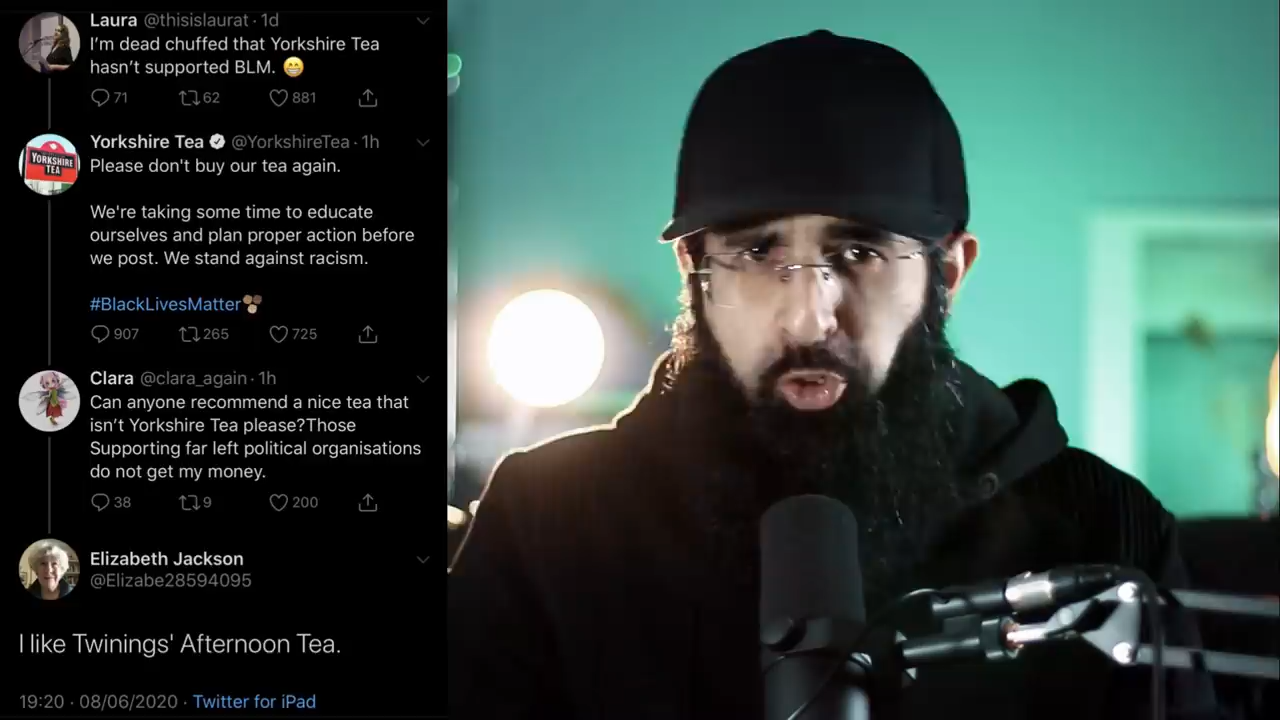 Laura @thisislaurat · 1d
I'm dead chuffed that Yorkshire Tea
hasn't supported BLM. 😁
71 62 881
Yorkshire Tea @YorkshireTea · 1h
YORKSHIRE
TEA
Please don't buy our tea again.
We're taking some time to educate
ourselves and plan proper action before
we post. We stand against racism.
#BlackLivesMatter
907 265 725
Clara @clara_again · 1h
Can anyone recommend a nice tea that
isn't Yorkshire Tea please?Those
Supporting far left political organisations
do not get my money.
38 9 200
Elizabeth Jackson
@Elizabe28594095
I like Twinings' Afternoon Tea.
19:20 · 08/06/2020 · Twitter for iPad